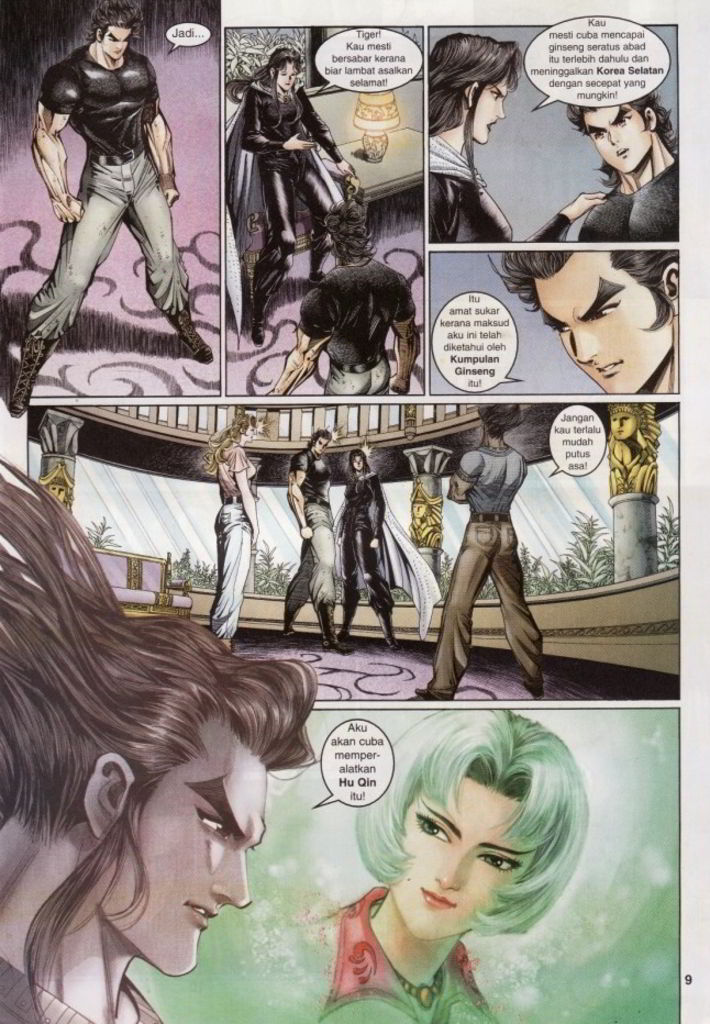 Jadi...
Tiger!
Kau mesti
bersabar kerana
biar lambat asalkan
selamat!
Kau
mesti cuba mencapai
ginseng seratus abad
itu terlebih dahulu dan
meninggalkan Korea Selatan
dengan secepat yang
mungkin!
Itu
amat sukar
kerana maksud
aku ini telah
diketahui oleh
Kumpulan
Ginseng
itu!
Jangan
kau terlalu
mudah
putus
asa!
Aku
akan cuba
memper-
alatkan
Hu Qin
itu!
9